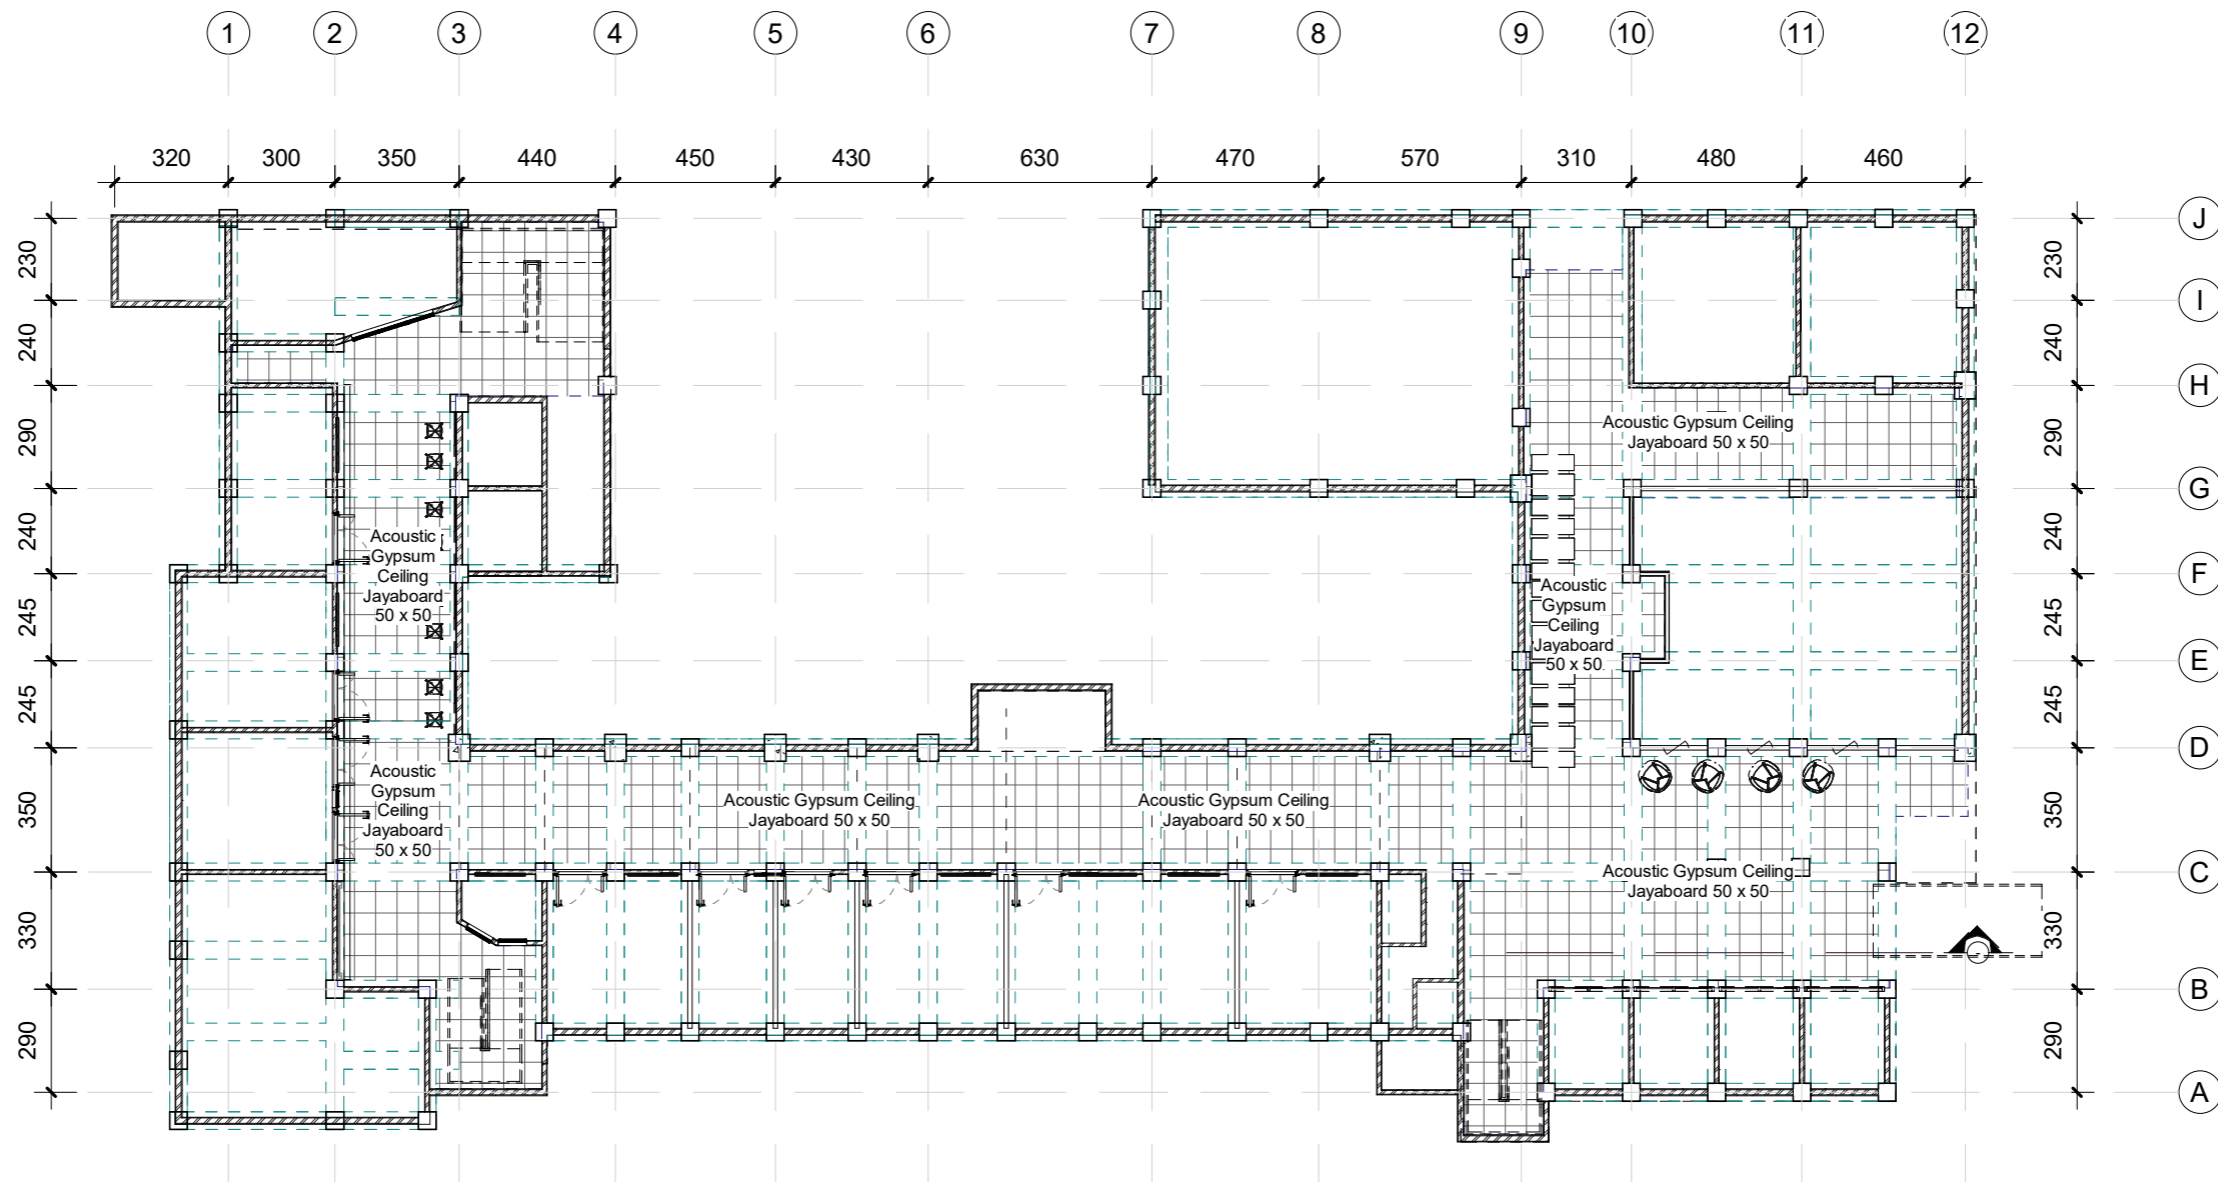 1 2 3 4 5 6 7 8 9 10 11 12
320 300 350 440 450 430 630 470 570 310 480 460
J
230 230
I
240 240
H
290 Acoustic Gypsum Ceiling 290
Jayaboard 50 x 50
G
240 240
Acoustic
Gypsum
Ceiling
Jayaboard
50 x 50
F
245 245
Acoustic
Gypsum
Ceiling
Jayaboard
50 x 50
E
245 245
D
Acoustic
Gypsum
Ceiling
Jayaboard
50 x 50
350 350
Acoustic Gypsum Ceiling
Jayaboard 50 x 50
Acoustic Gypsum Ceiling
Jayaboard 50 x 50
C
Acoustic Gypsum Ceiling
Jayaboard 50 x 50
330 330
B
290 290
A